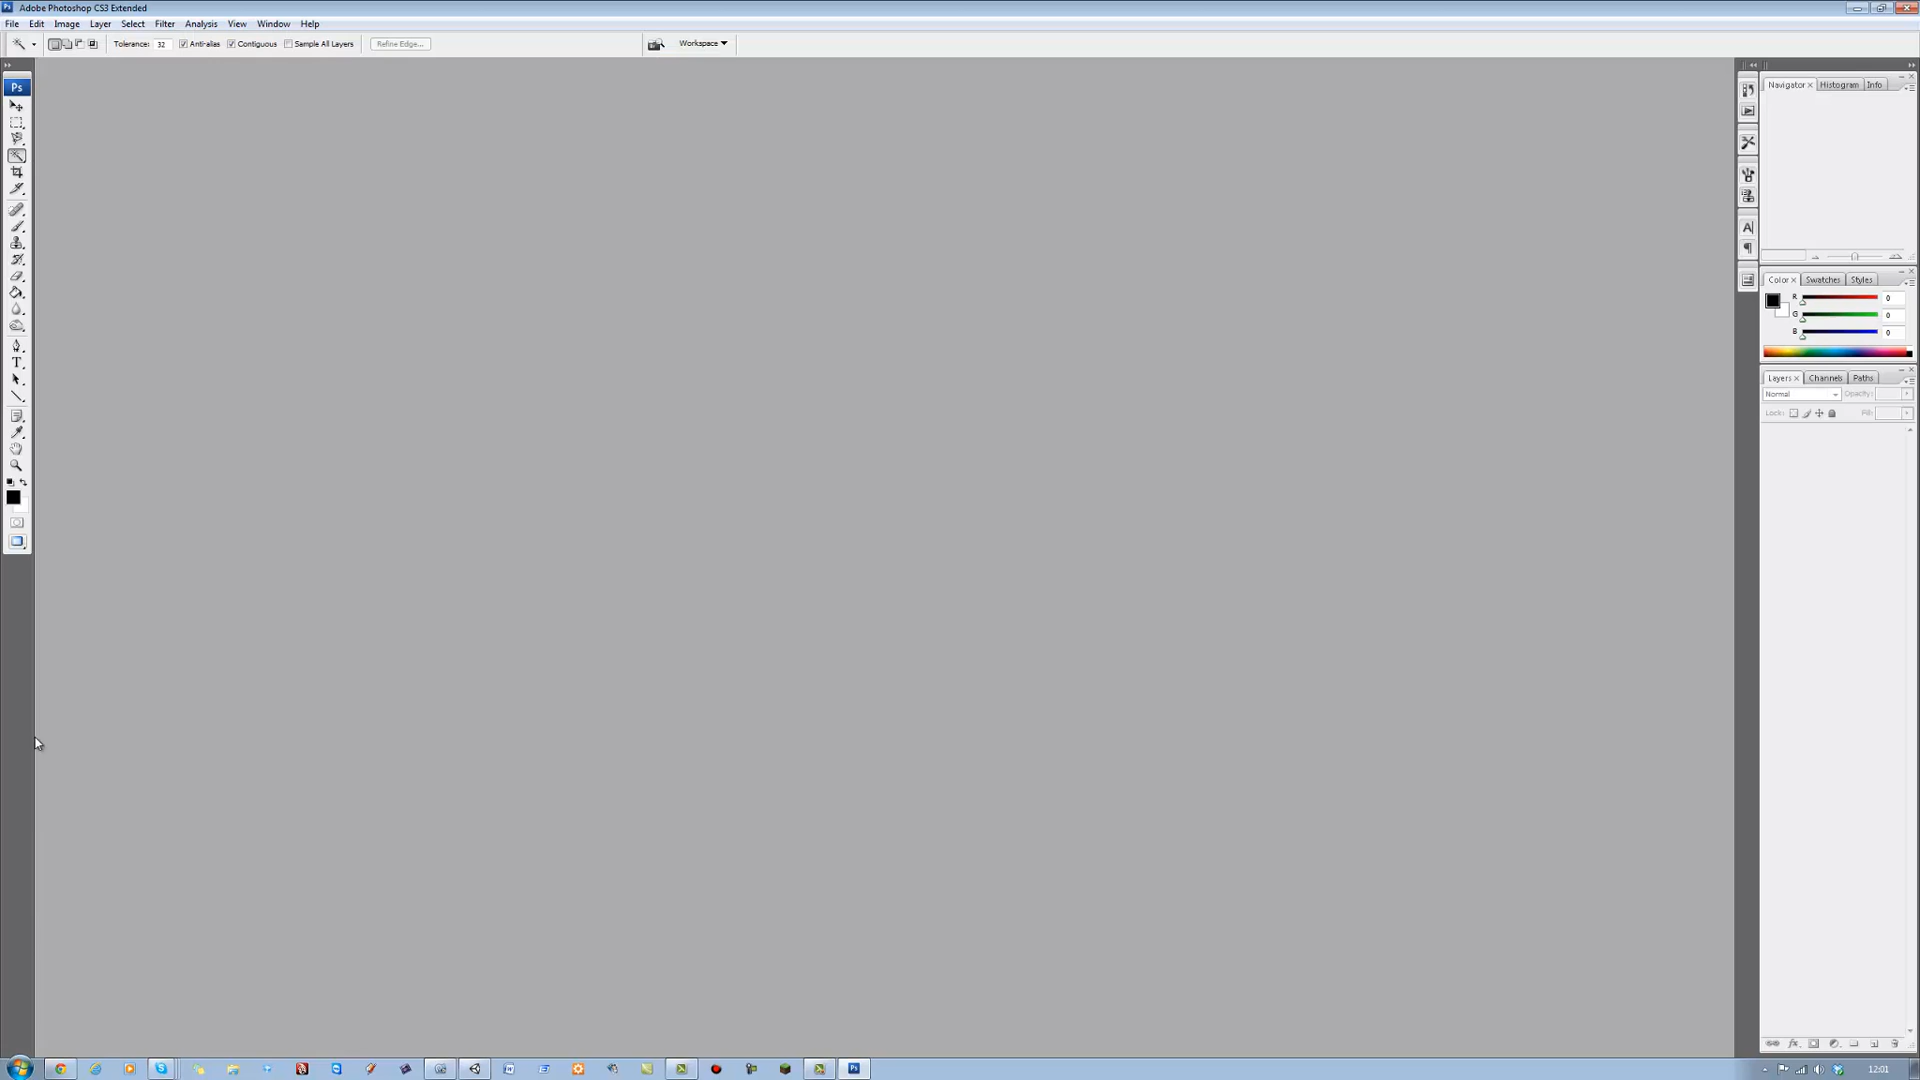 Adobe Photoshop CS3 Extended
File Edit Image Layer Select Filter Analysis View Window Help
Tolerance: 32 Anti-alias Contiguous Sample All Layers Refine Edge... Workspace
Ps
Navigator Histogram Info
Color Swatches Styles
R 0
G 0
B 0
Layers Channels Paths
Normal Opacity:
Lock: Fill:
12:01